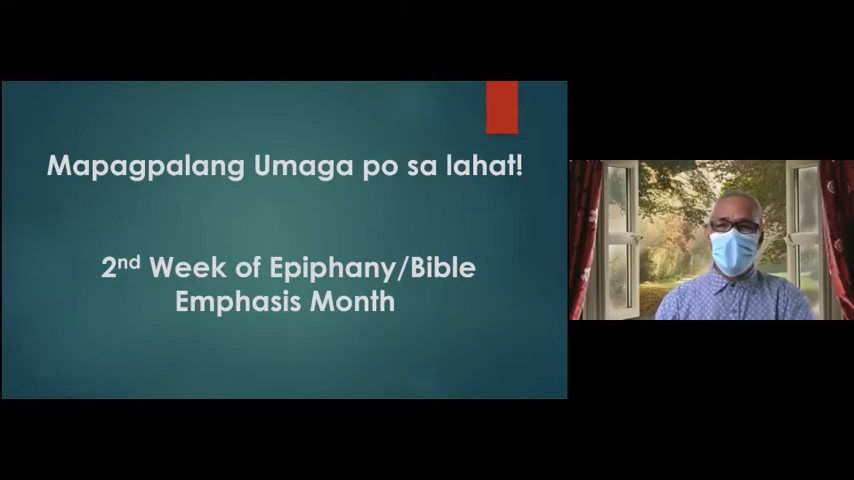 Mapagpalang Umaga po sa lahat!
2nd Week of Epiphany/Bible
Emphasis Month